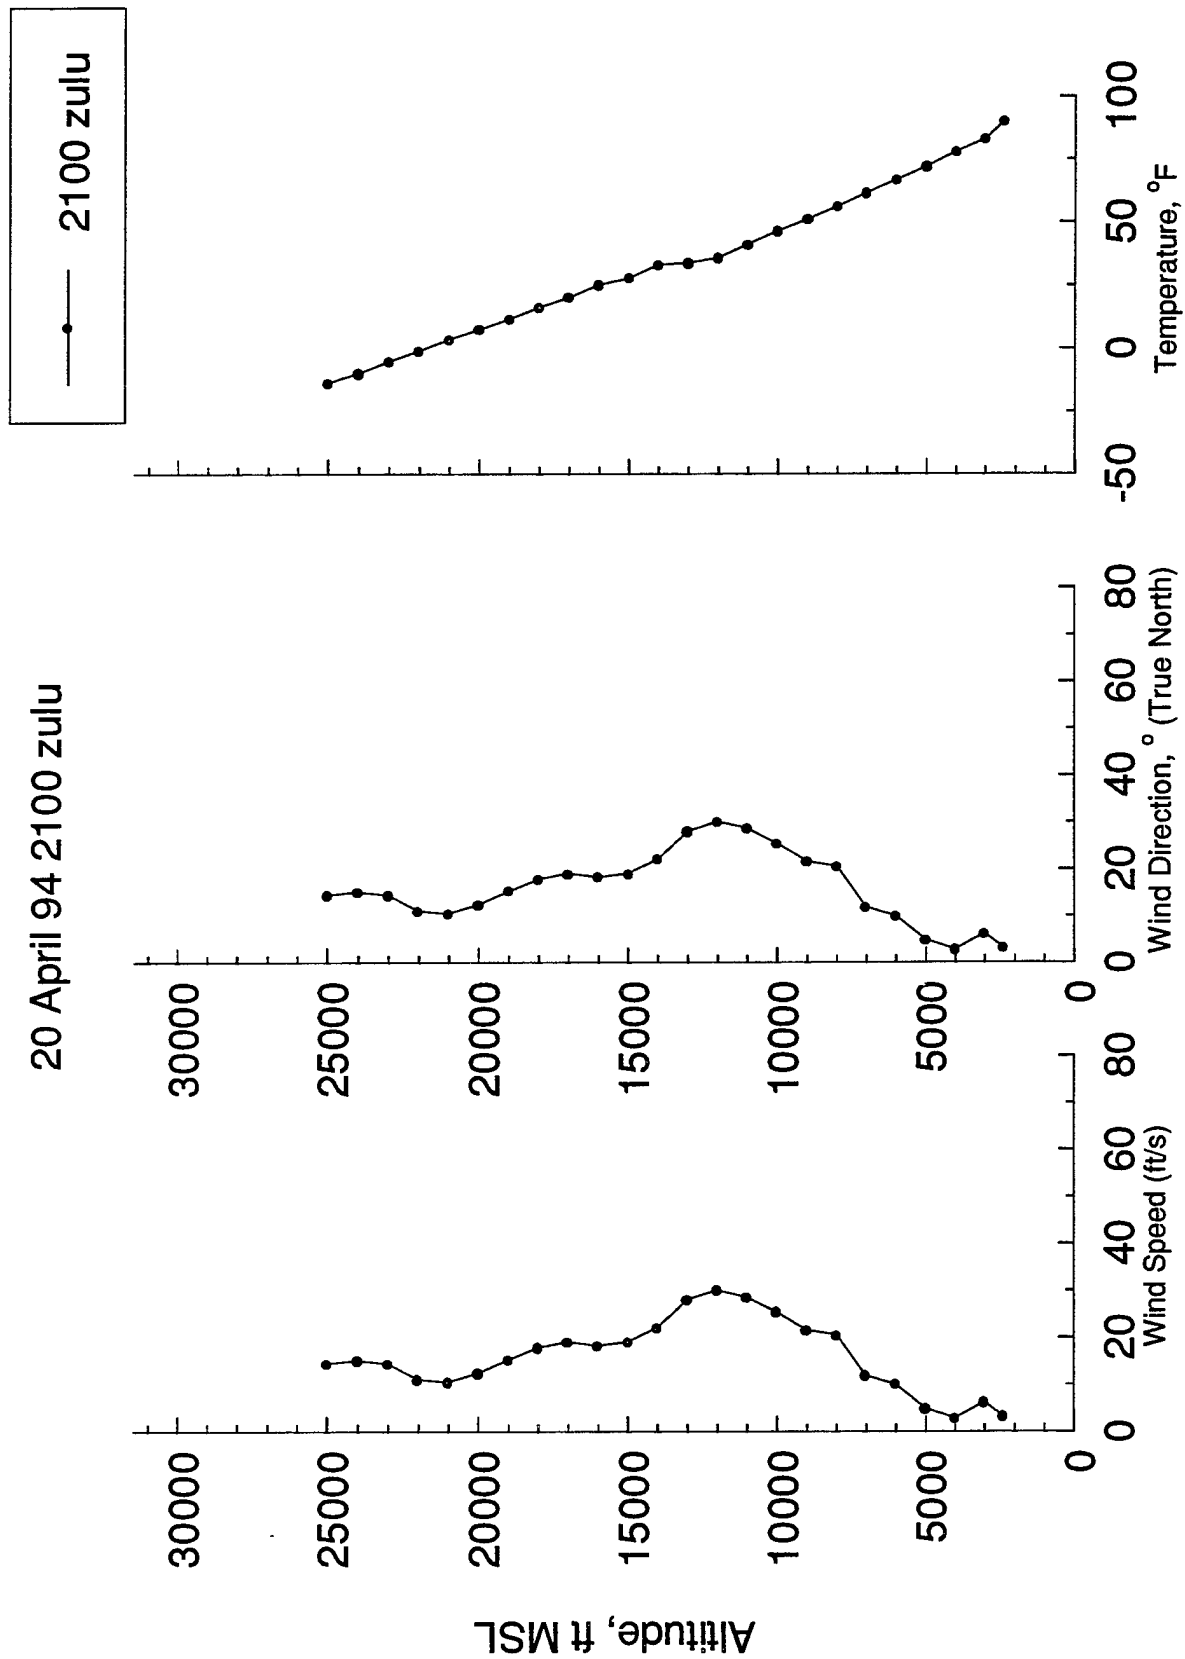 20 April 94 2100 zulu
2100 zulu
Altitude, ft MSL
30000
25000
20000
15000
10000
5000
0
0 20 40 60 80
Wind Speed (ft/s)
30000
25000
20000
15000
10000
5000
0
0 20 40 60 80
Wind Direction, ° (True North)
-50 0 50 100
Temperature, °F